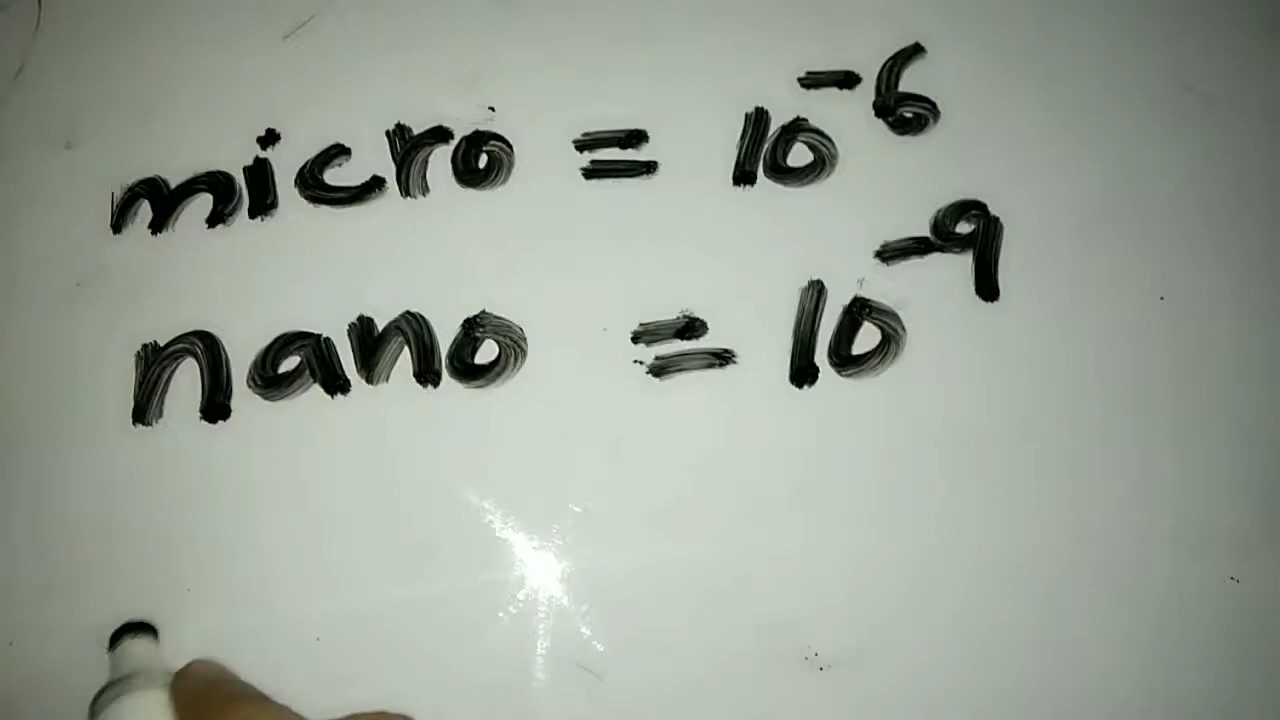 micro = 10⁻⁶
nano = 10⁻⁹